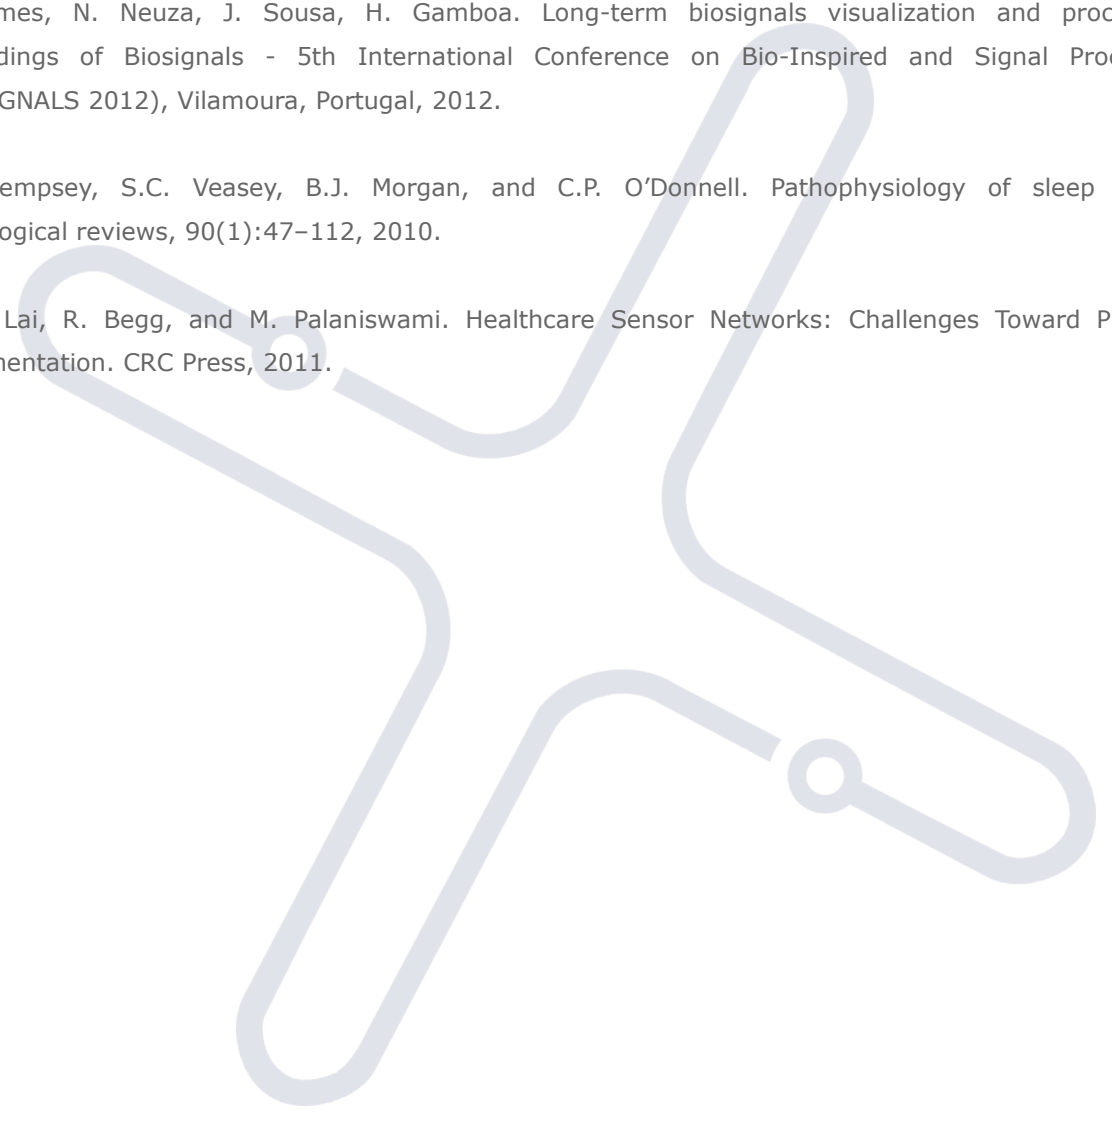 mes, N. Neuza, J. Sousa, H. Gamboa. Long-term biosignals visualization and proc
dings of Biosignals - 5th International Conference on Bio-Inspired and Signal Proc
GNALS 2012), Vilamoura, Portugal, 2012.
empsey, S.C. Veasey, B.J. Morgan, and C.P. O’Donnell. Pathophysiology of sleep
ogical reviews, 90(1):47–112, 2010.
Lai, R. Begg, and M. Palaniswami. Healthcare Sensor Networks: Challenges Toward P
mentation. CRC Press, 2011.